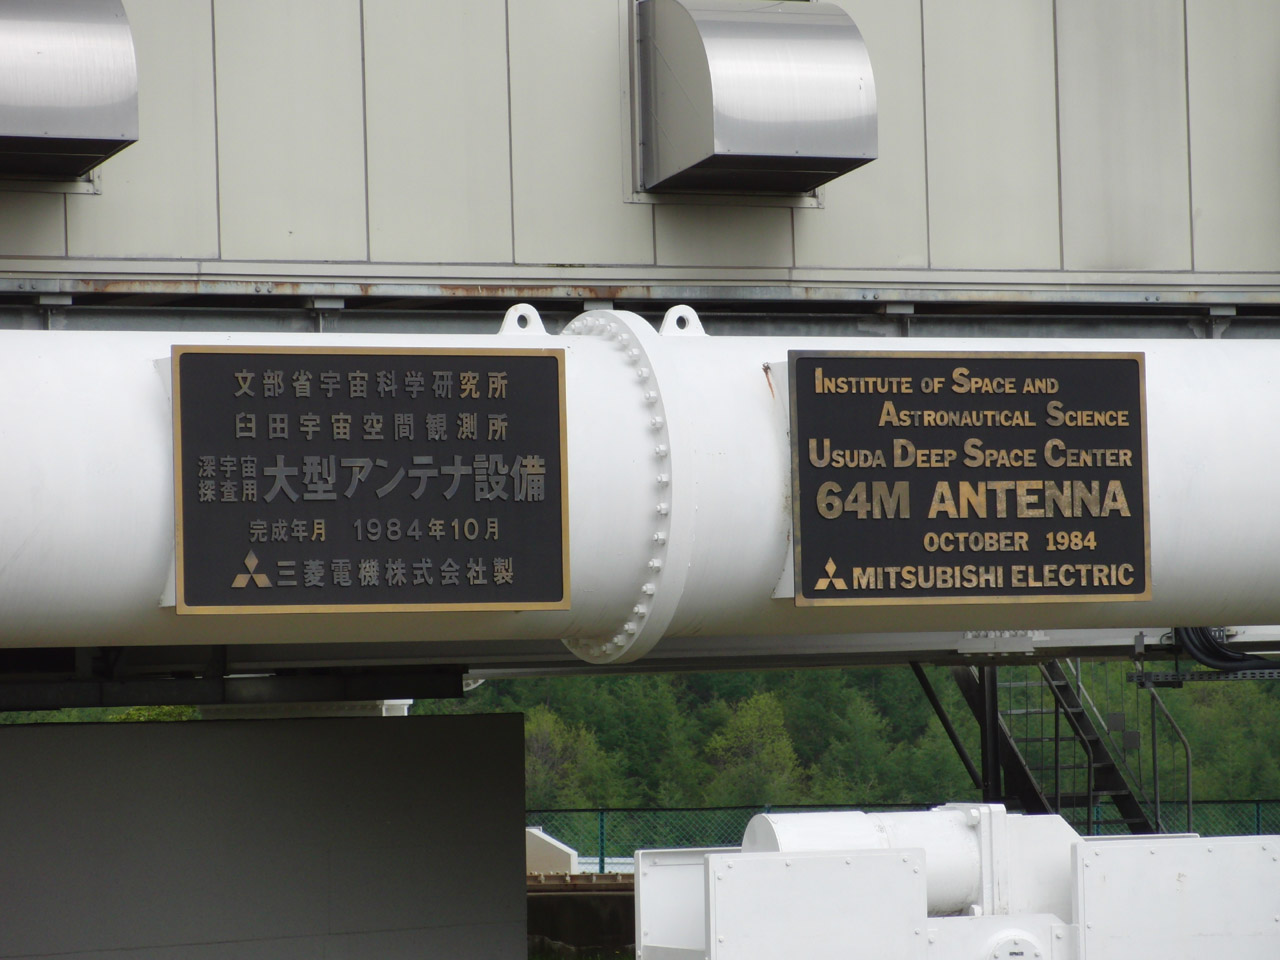 文部省宇宙科学研究所
臼田宇宙空間観測所
深宇宙
探査用
大型アンテナ設備
完成年月 1984年10月
三菱電機株式会社製
INSTITUTE OF SPACE AND
ASTRONAUTICAL SCIENCE
USUDA DEEP SPACE CENTER
64M ANTENNA
OCTOBER 1984
MITSUBISHI ELECTRIC